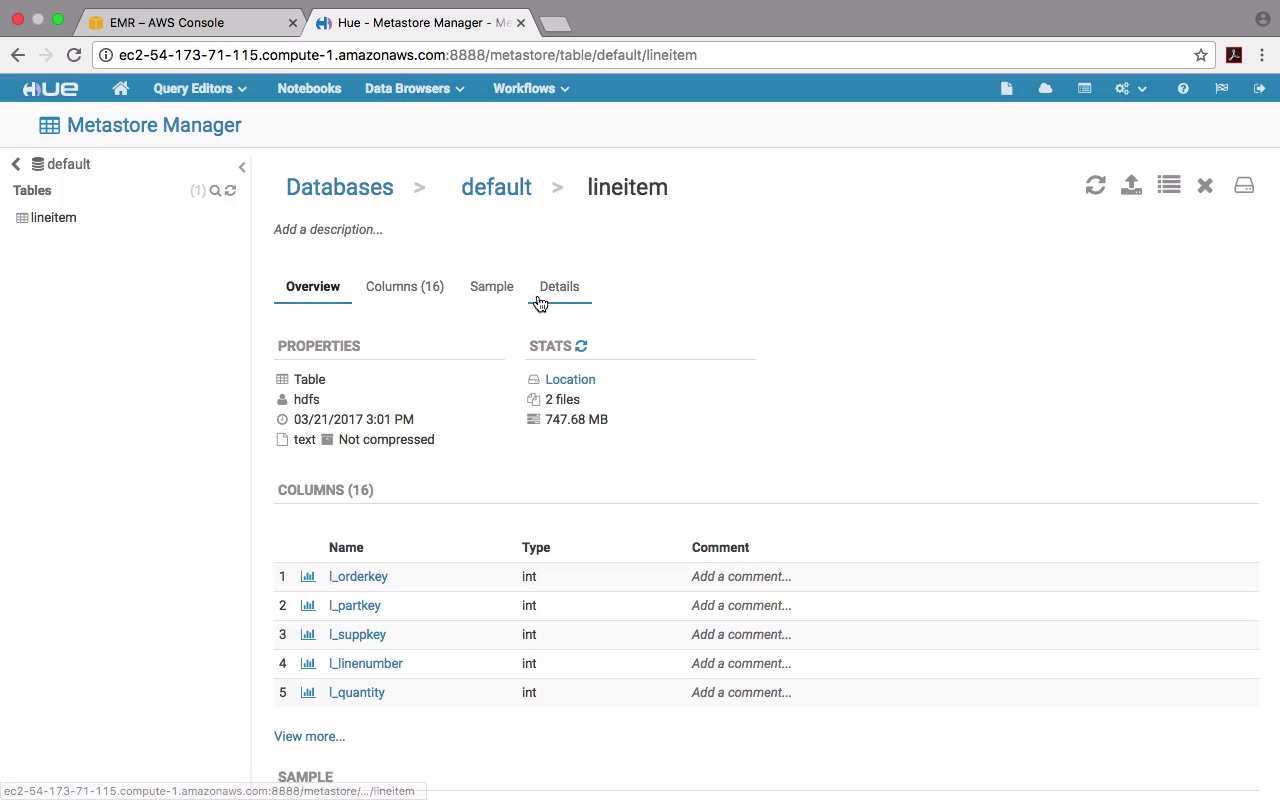 EMR – AWS Console
Hue - Metastore Manager - Me
ec2-54-173-71-115.compute-1.amazonaws.com:8888/metastore/table/default/lineitem
HUE Query Editors Notebooks Data Browsers Workflows
Metastore Manager
default
Tables (1)
lineitem
Databases > default > lineitem
Add a description...
Overview Columns (16) Sample Details
PROPERTIES STATS
Table Location
hdfs 2 files
03/21/2017 3:01 PM 747.68 MB
text Not compressed
COLUMNS (16)
Name Type Comment
1 l_orderkey int Add a comment...
2 l_partkey int Add a comment...
3 l_suppkey int Add a comment...
4 l_linenumber int Add a comment...
5 l_quantity int Add a comment...
View more...
SAMPLE
ec2-54-173-71-115.compute-1.amazonaws.com:8888/metastore/.../lineitem